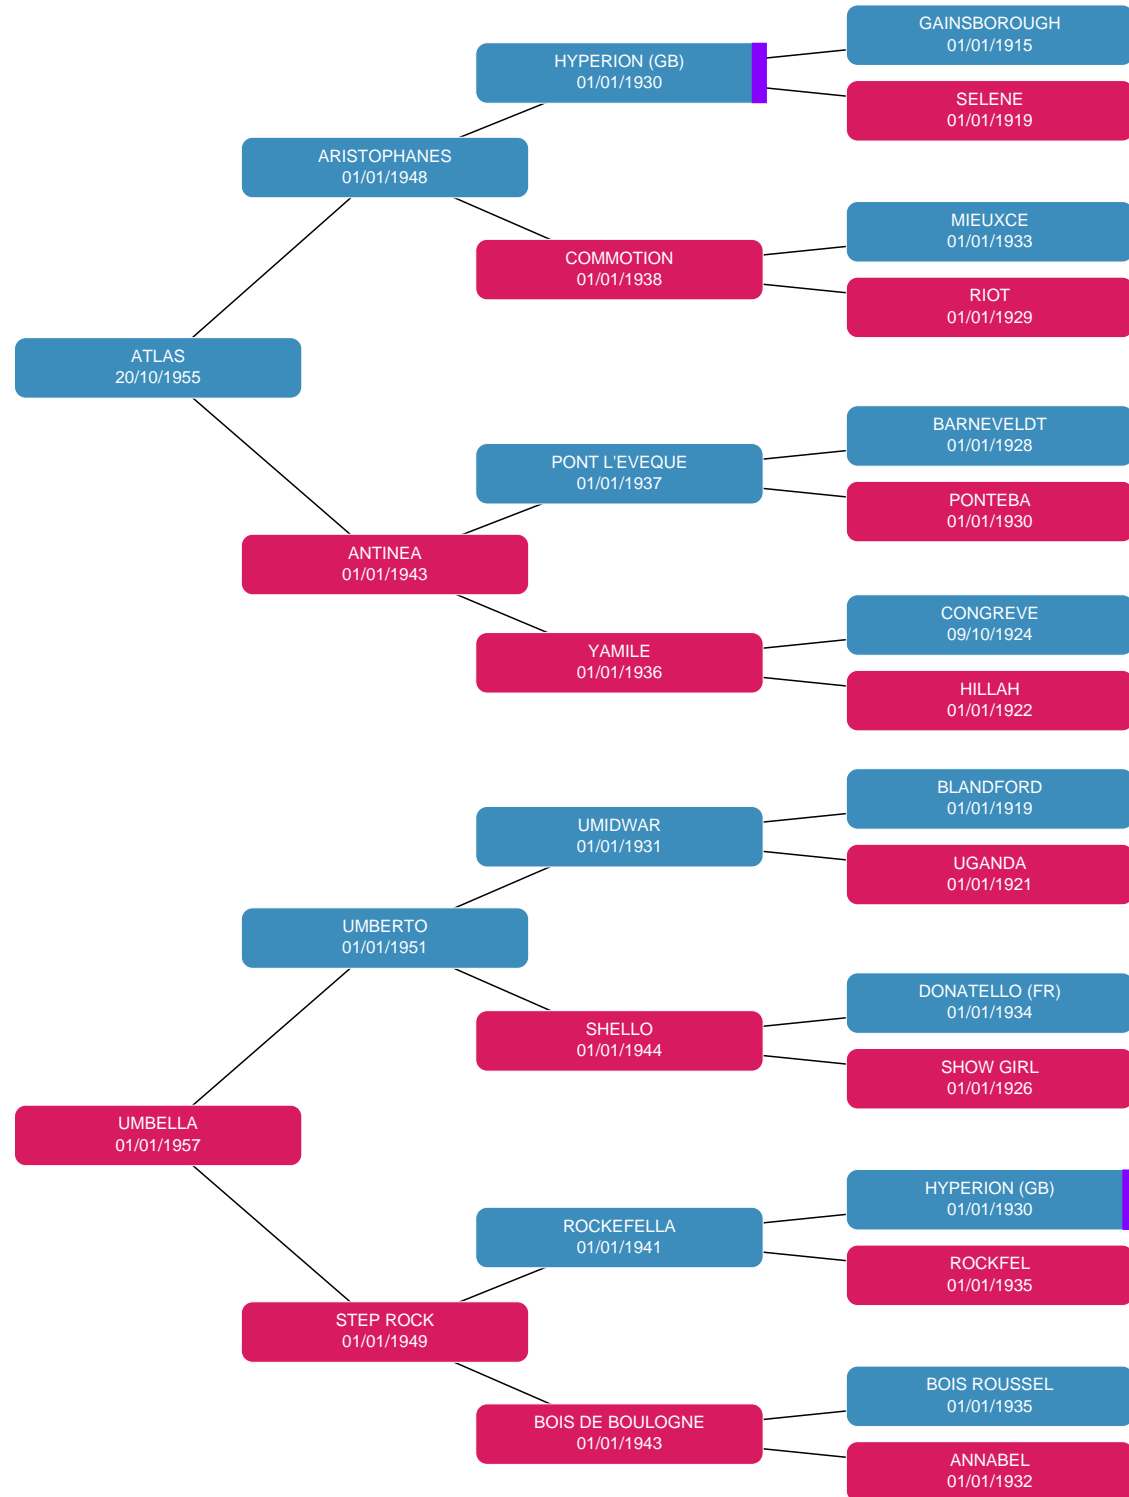 GAINSBOROUGH
01/01/1915
HYPERION (GB)
01/01/1930
SELENE
01/01/1919
ARISTOPHANES
01/01/1948
MIEUXCE
01/01/1933
COMMOTION
01/01/1938
RIOT
01/01/1929
ATLAS
20/10/1955
BARNEVELDT
01/01/1928
PONT L'EVEQUE
01/01/1937
PONTEBA
01/01/1930
ANTINEA
01/01/1943
CONGREVE
09/10/1924
YAMILE
01/01/1936
HILLAH
01/01/1922
BLANDFORD
01/01/1919
UMIDWAR
01/01/1931
UGANDA
01/01/1921
UMBERTO
01/01/1951
DONATELLO (FR)
01/01/1934
SHELLO
01/01/1944
SHOW GIRL
01/01/1926
UMBELLA
01/01/1957
HYPERION (GB)
01/01/1930
ROCKEFELLA
01/01/1941
ROCKFEL
01/01/1935
STEP ROCK
01/01/1949
BOIS ROUSSEL
01/01/1935
BOIS DE BOULOGNE
01/01/1943
ANNABEL
01/01/1932